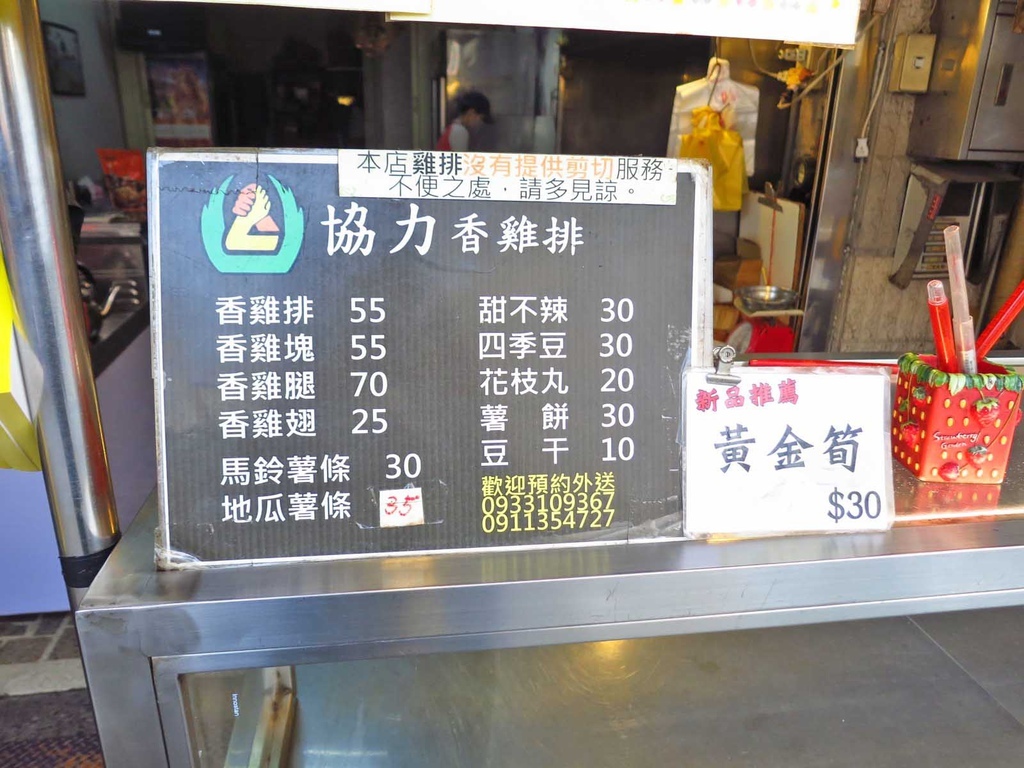 本店雞排沒有提供剪切服務，
不便之處，請多見諒。
協力香雞排
香雞排 55
香雞塊 55
香雞腿 70
香雞翅 25
馬鈴薯條 30
地瓜薯條 35
甜不辣 30
四季豆 30
花枝丸 20
薯餅 30
豆干 10
歡迎預約外送
0933109367
0911354727
新品推薦
黃金筍
$30
Strawberry